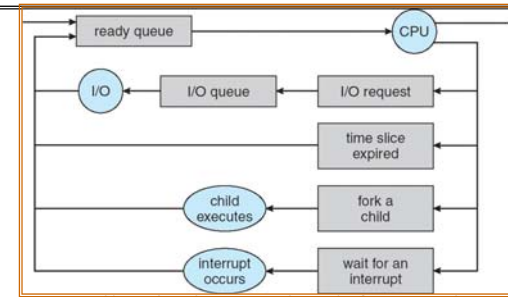 ready queue
CPU
I/O
I/O queue
I/O request
time slice
expired
child
executes
fork a
child
interrupt
occurs
wait for an
interrupt